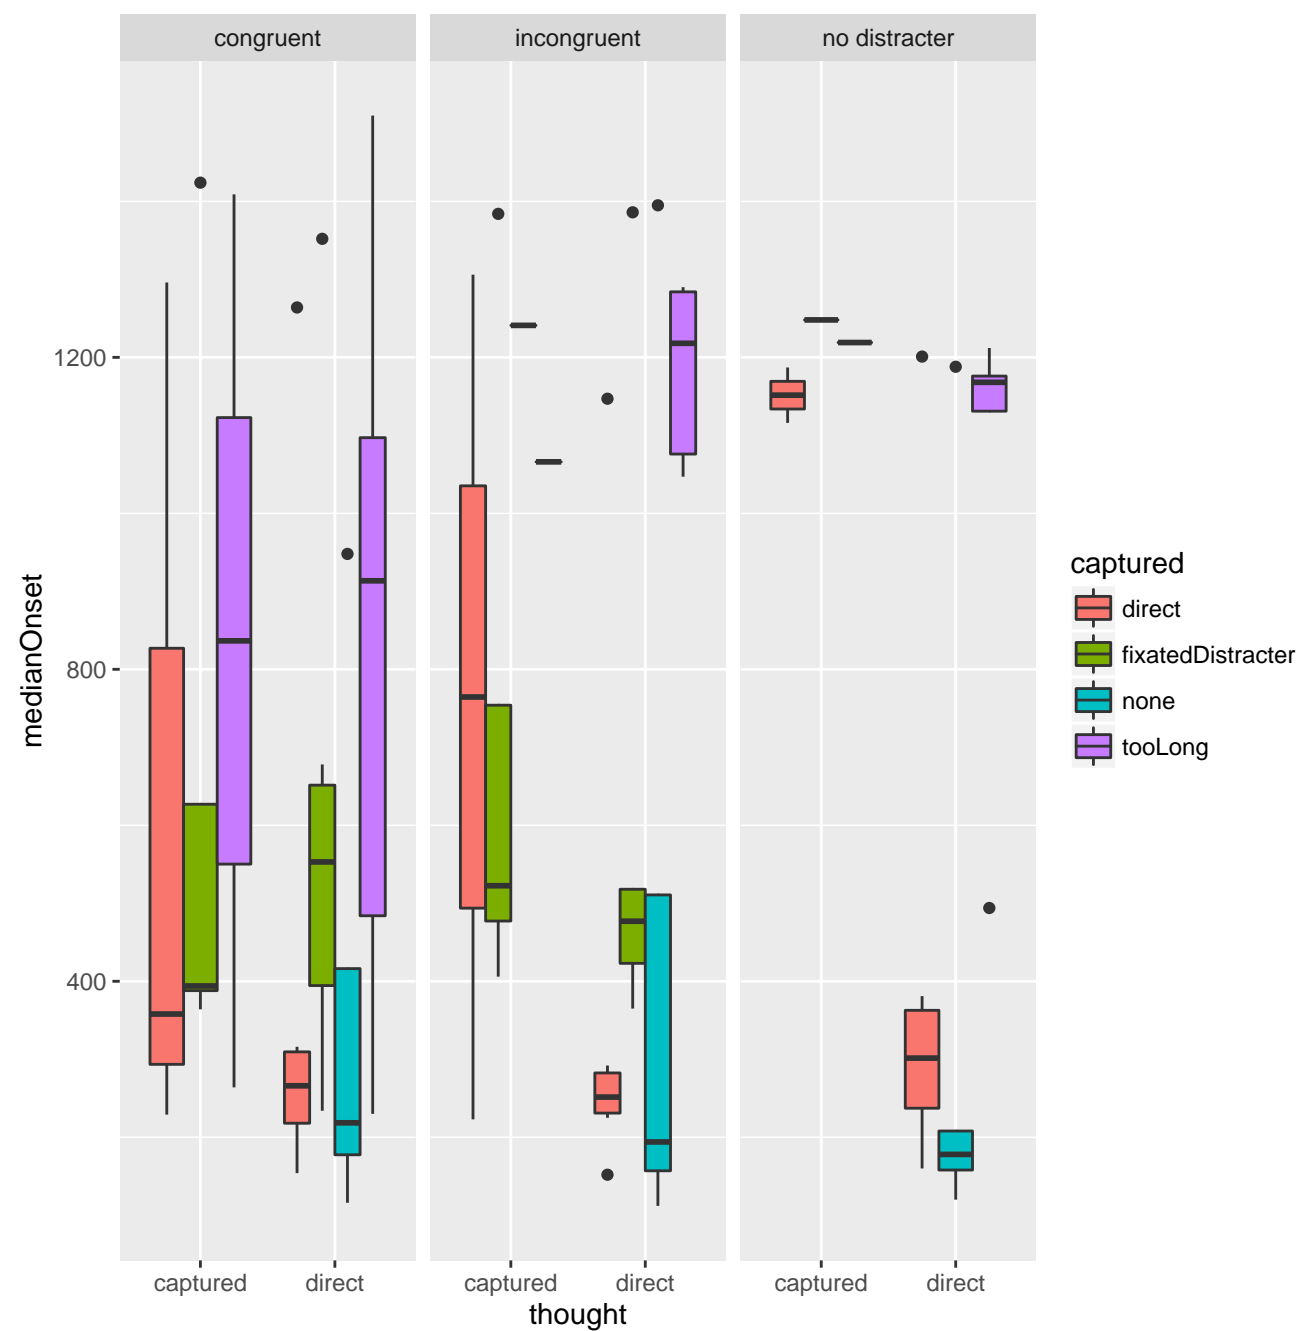 congruent
incongruent
no distracter
1200
800
400
medianOnset
captured
direct
captured
direct
captured
direct
thought
captured
direct
fixatedDistracter
none
tooLong